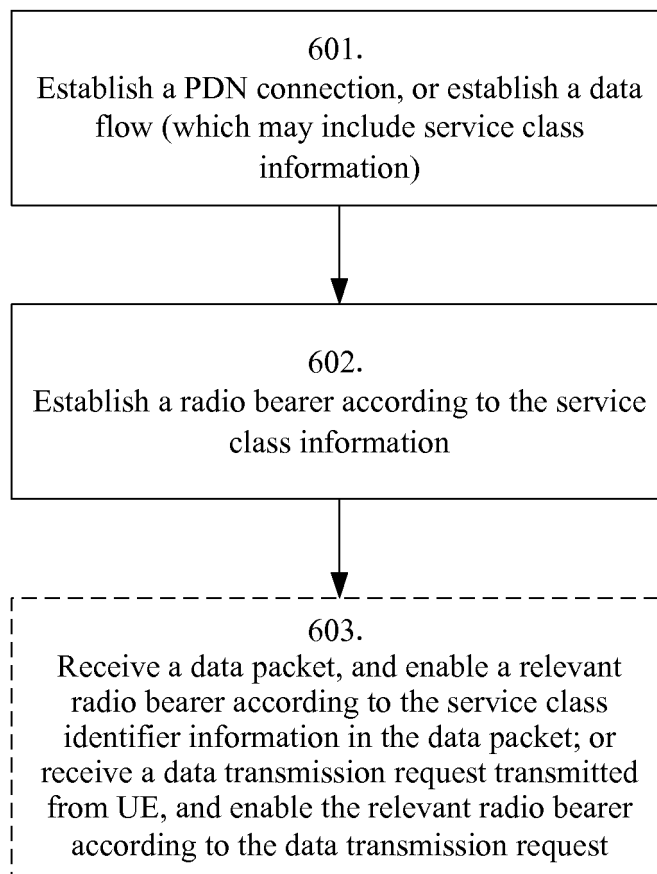 601.
Establish a PDN connection, or establish a data
flow (which may include service class
information)
602.
Establish a radio bearer according to the service
class information
603.
Receive a data packet, and enable a relevant
radio bearer according to the service class
identifier information in the data packet; or
receive a data transmission request transmitted
from UE, and enable the relevant radio bearer
according to the data transmission request